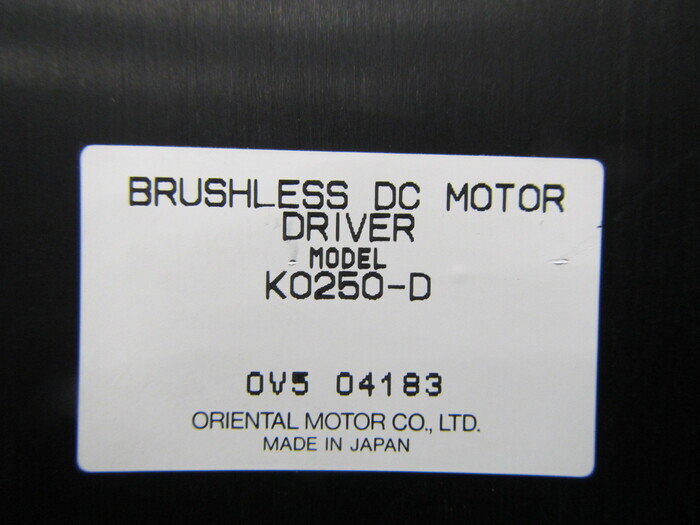 BRUSHLESS DC MOTOR
DRIVER
MODEL
K0250-D
0V5 04183
ORIENTAL MOTOR CO., LTD.
MADE IN JAPAN